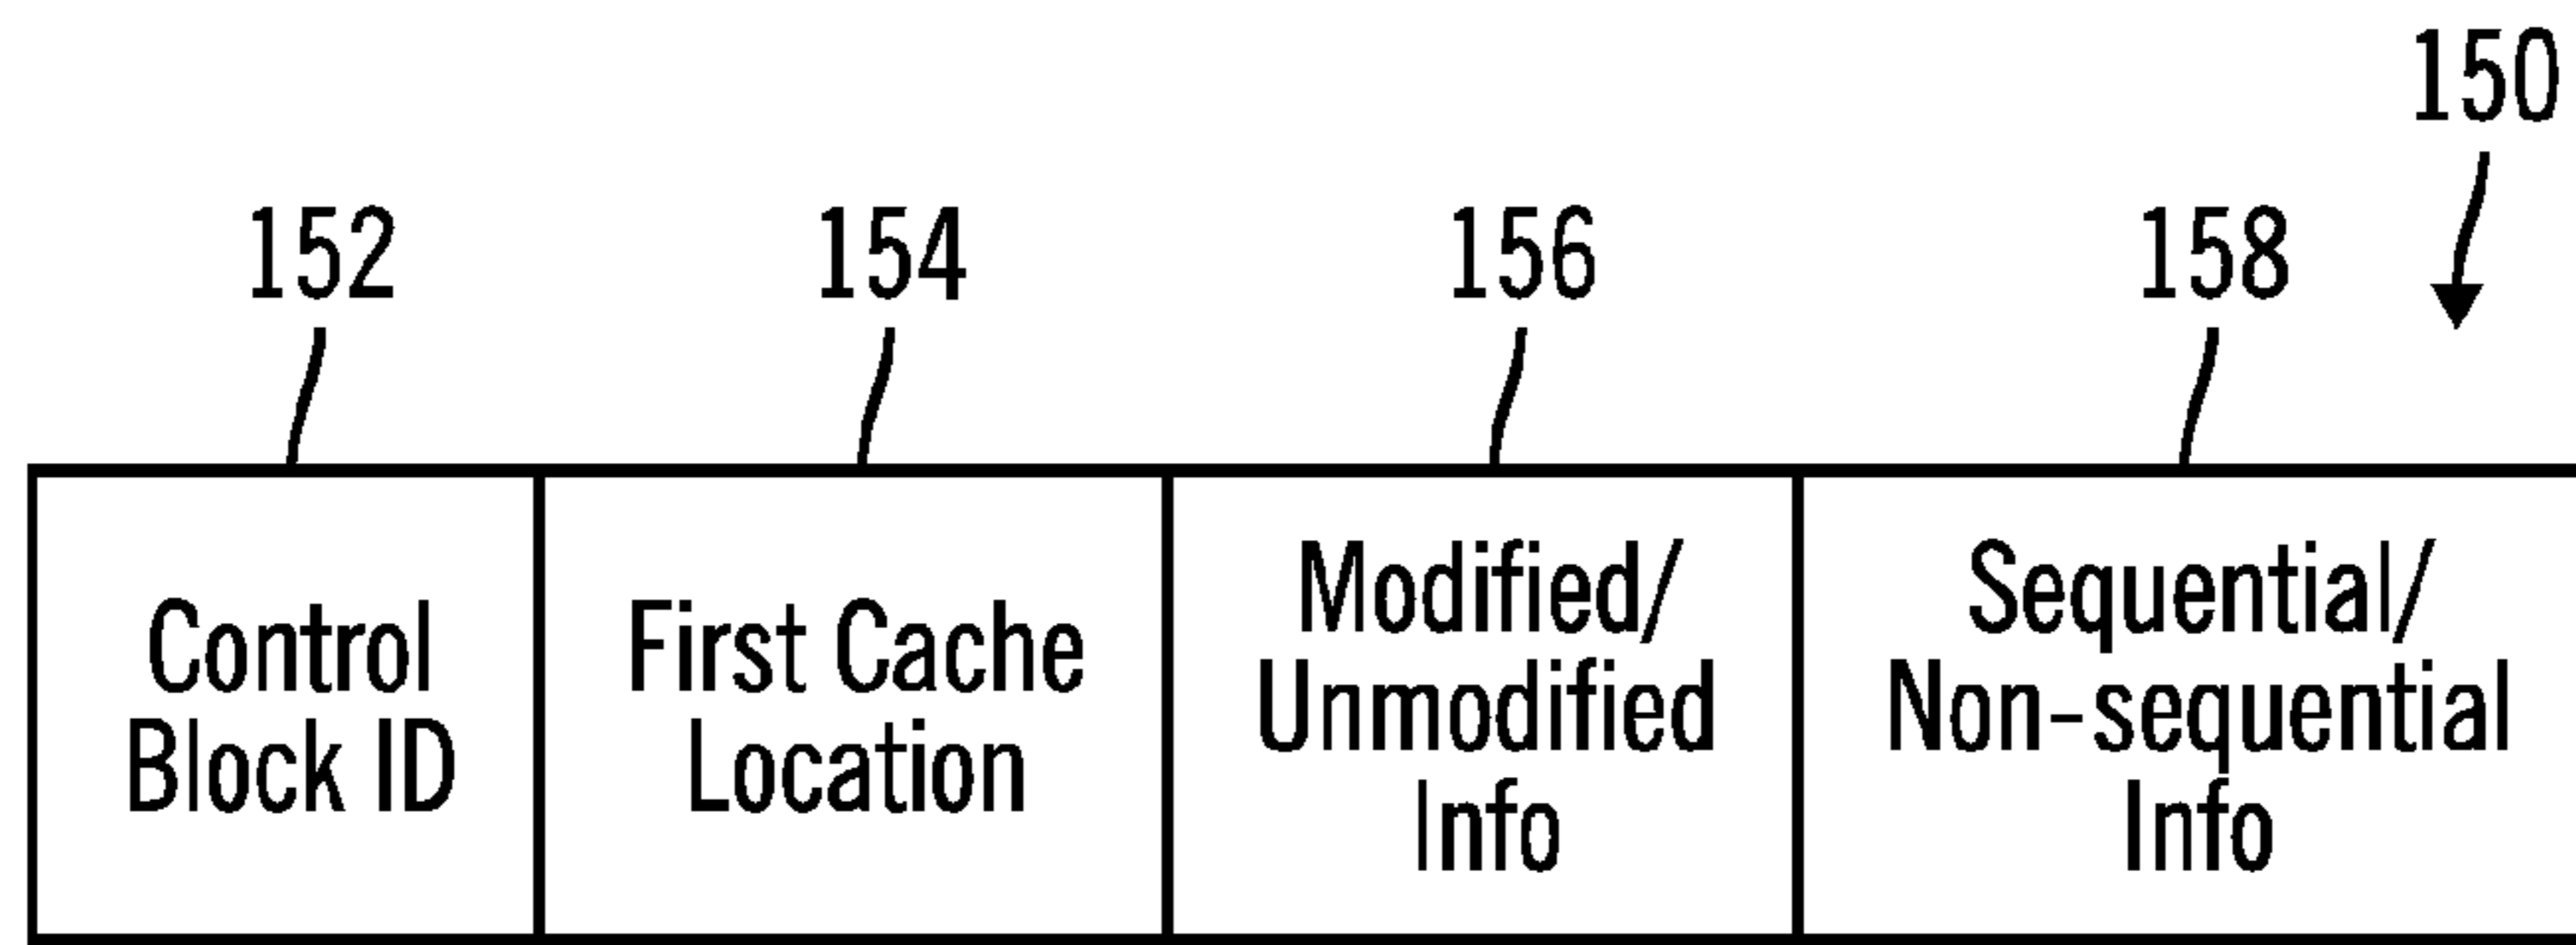 150
152
154
156
158
Control
Block ID
First Cache
Location
Modified/
Unmodified
Info
Sequential/
Non-sequential
Info